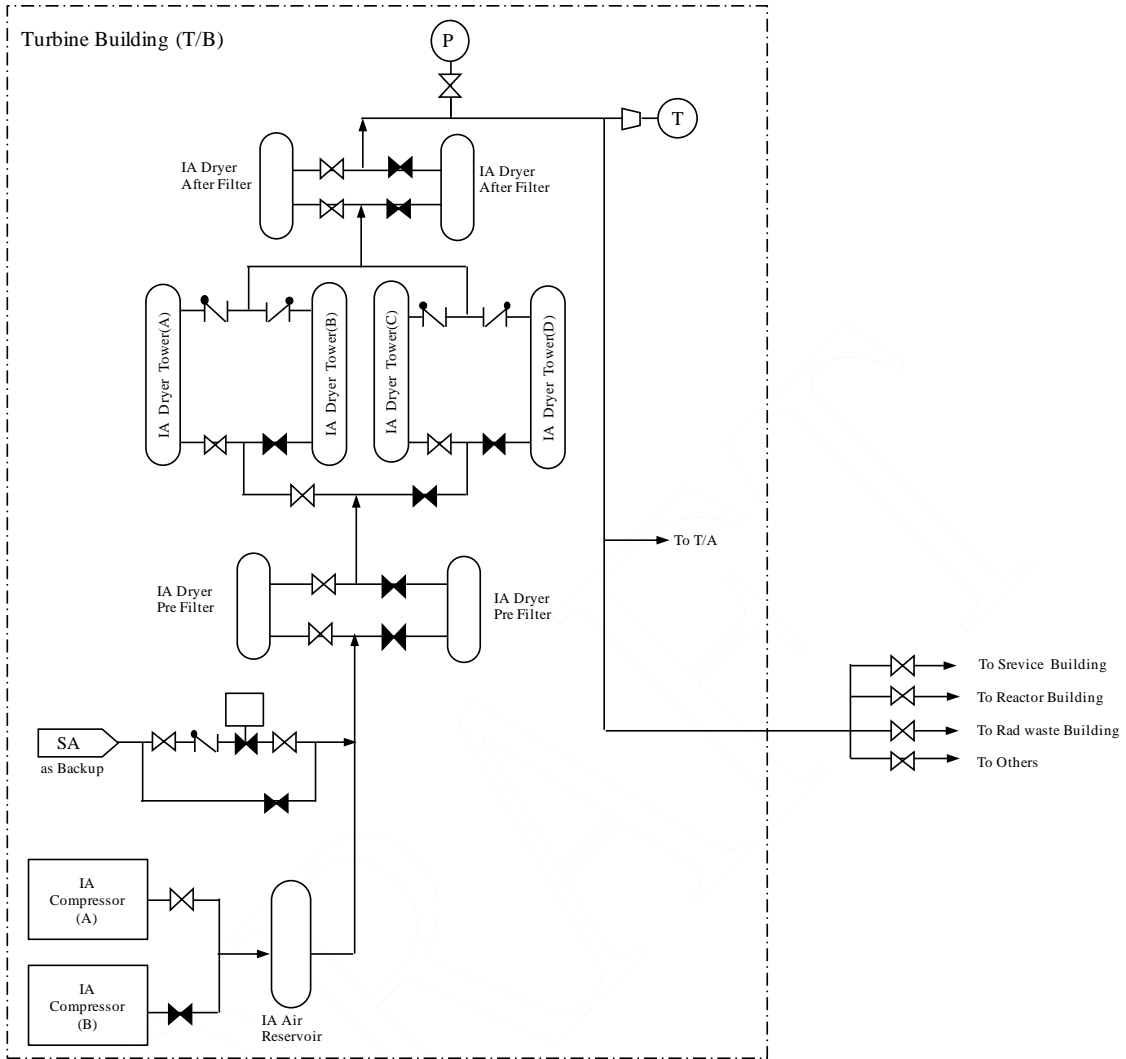 Turbine Building (T/B)
P
T
IA Dryer
After Filter
IA Dryer
After Filter
IA Dryer Tower(A)
IA Dryer Tower(B)
IA Dryer Tower(C)
IA Dryer Tower(D)
To T/A
IA Dryer
Pre Filter
IA Dryer
Pre Filter
To Srevice Building
To Reactor Building
To Rad waste Building
To Others
SA
as Backup
IA
Compressor
(A)
IA
Compressor
(B)
IA Air
Reservoir